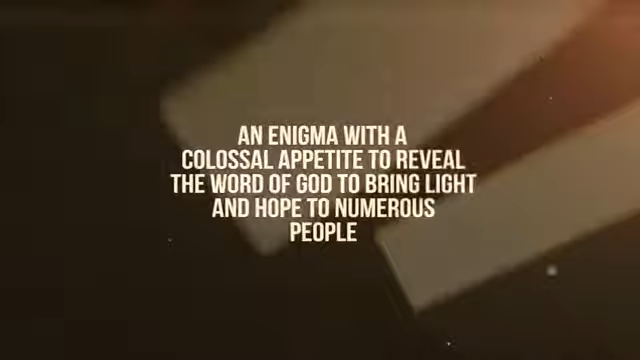 AN ENIGMA WITH A
COLOSSAL APPETITE TO REVEAL
THE WORD OF GOD TO BRING LIGHT
AND HOPE TO NUMEROUS
PEOPLE